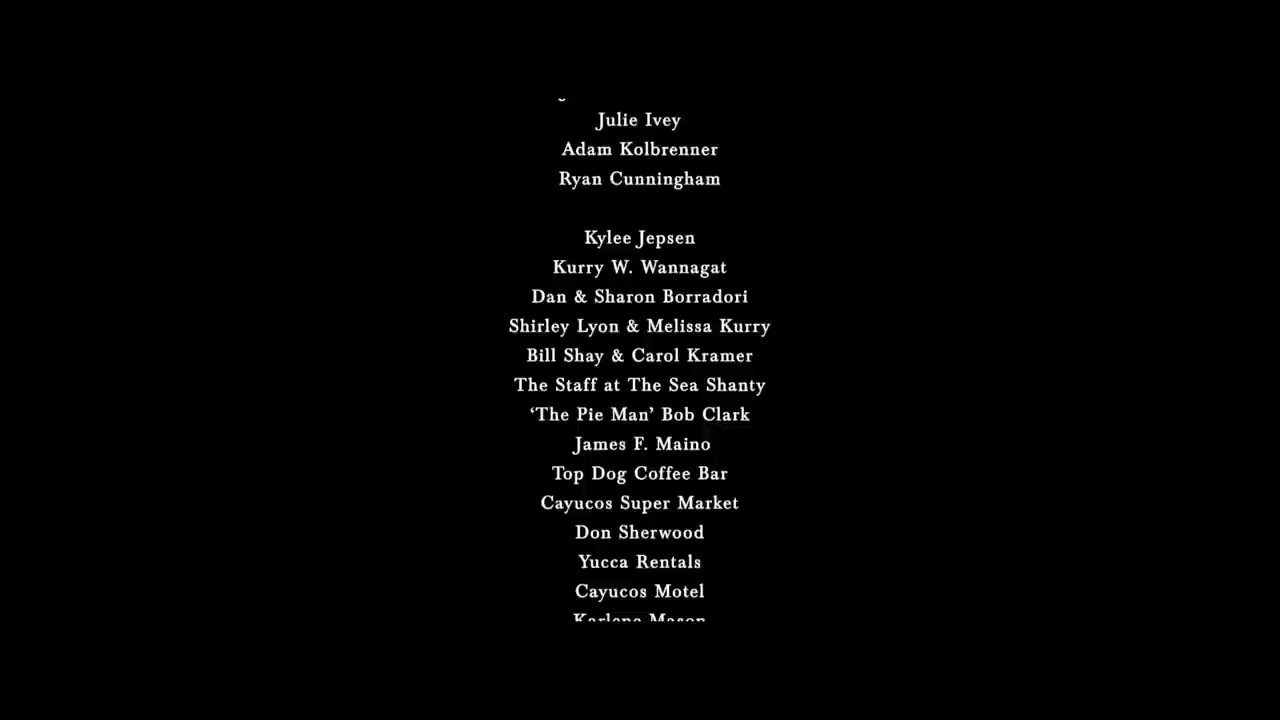 Julie Ivey
Adam Kolbrenner
Ryan Cunningham
Kylee Jepsen
Kurry W. Wannagat
Dan & Sharon Borradori
Shirley Lyon & Melissa Kurry
Bill Shay & Carol Kramer
The Staff at The Sea Shanty
‘The Pie Man’ Bob Clark
James F. Maino
Top Dog Coffee Bar
Cayucos Super Market
Don Sherwood
Yucca Rentals
Cayucos Motel
Karlene Mason